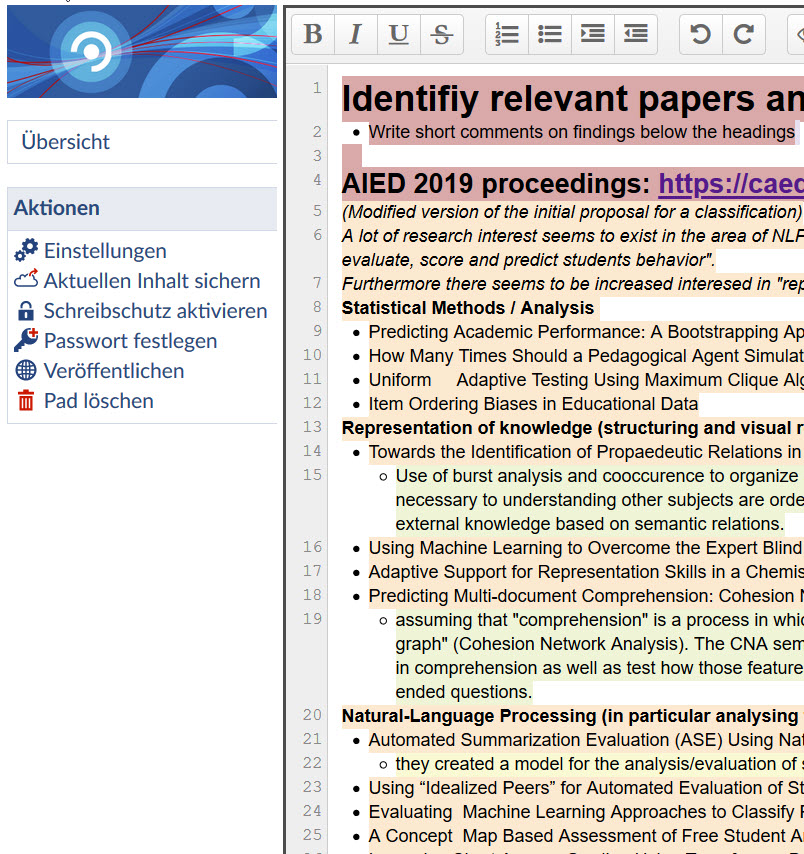 Übersicht
Aktionen
Einstellungen
Aktuellen Inhalt sichern
Schreibschutz aktivieren
Passwort festlegen
Veröffentlichen
Pad löschen
B I U S
1 Identifiy relevant papers an
2 Write short comments on findings below the headings
3
4 AIED 2019 proceedings: https://caed
5 (Modified version of the initial proposal for a classification)
6 A lot of research interest seems to exist in the area of NLP
evaluate, score and predict students behavior".
7 Furthermore there seems to be increased interesed in "rep
8 Statistical Methods / Analysis
9 Predicting Academic Performance: A Bootstrapping Ap
10 How Many Times Should a Pedagogical Agent Simulat
11 Uniform Adaptive Testing Using Maximum Clique Alg
12 Item Ordering Biases in Educational Data
13 Representation of knowledge (structuring and visual r
14 Towards the Identification of Propaedeutic Relations in
15 Use of burst analysis and cooccurence to organize
necessary to understanding other subjects are orde
external knowledge based on semantic relations.
16 Using Machine Learning to Overcome the Expert Blind
17 Adaptive Support for Representation Skills in a Chemis
18 Predicting Multi-document Comprehension: Cohesion N
19 assuming that "comprehension" is a process in whic
graph" (Cohesion Network Analysis). The CNA sem
in comprehension as well as test how those feature
ended questions.
20 Natural-Language Processing (in particular analysing
21 Automated Summarization Evaluation (ASE) Using Nat
22 they created a model for the analysis/evaluation of s
23 Using “Idealized Peers” for Automated Evaluation of St
24 Evaluating Machine Learning Approaches to Classify P
25 A Concept Map Based Assessment of Free Student A